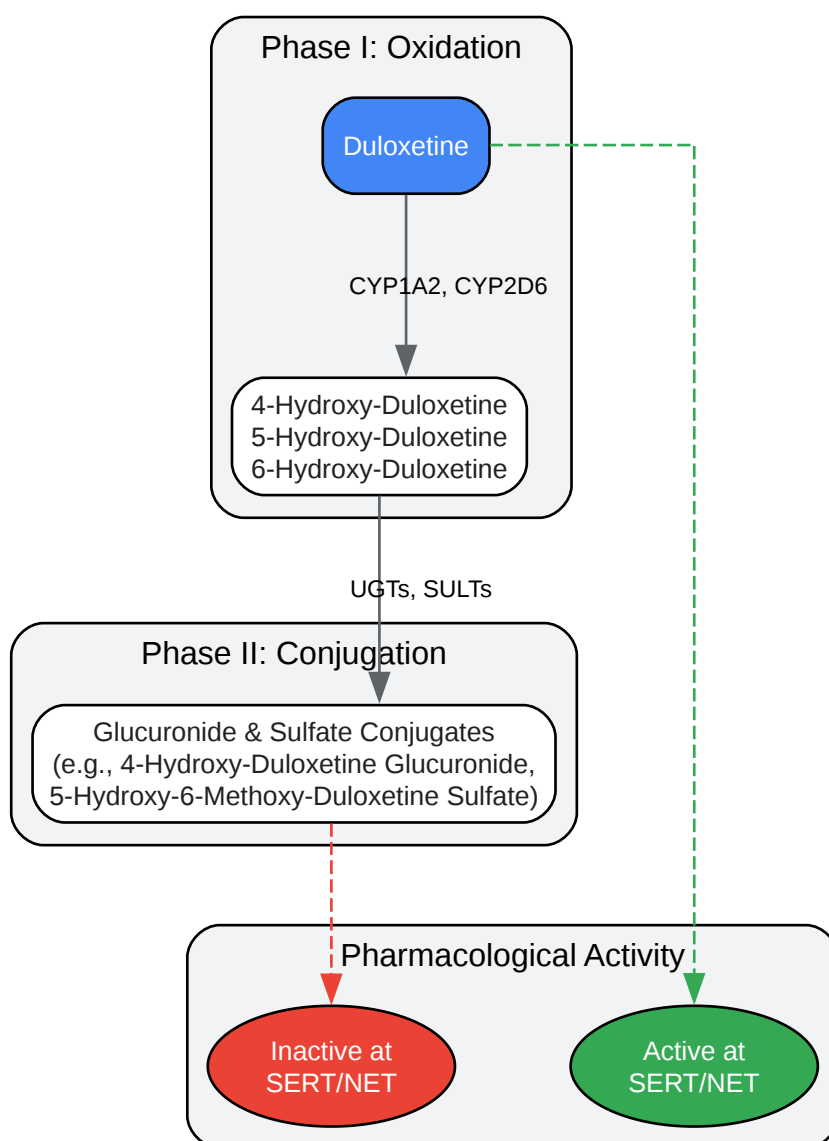 Phase I: Oxidation
Duloxetine
CYP1A2, CYP2D6
4-Hydroxy-Duloxetine
5-Hydroxy-Duloxetine
6-Hydroxy-Duloxetine
UGTs, SULTs
Phase II: Conjugation
Glucuronide & Sulfate Conjugates
(e.g., 4-Hydroxy-Duloxetine Glucuronide,
5-Hydroxy-6-Methoxy-Duloxetine Sulfate)
Pharmacological Activity
Inactive at
SERT/NET
Active at
SERT/NET